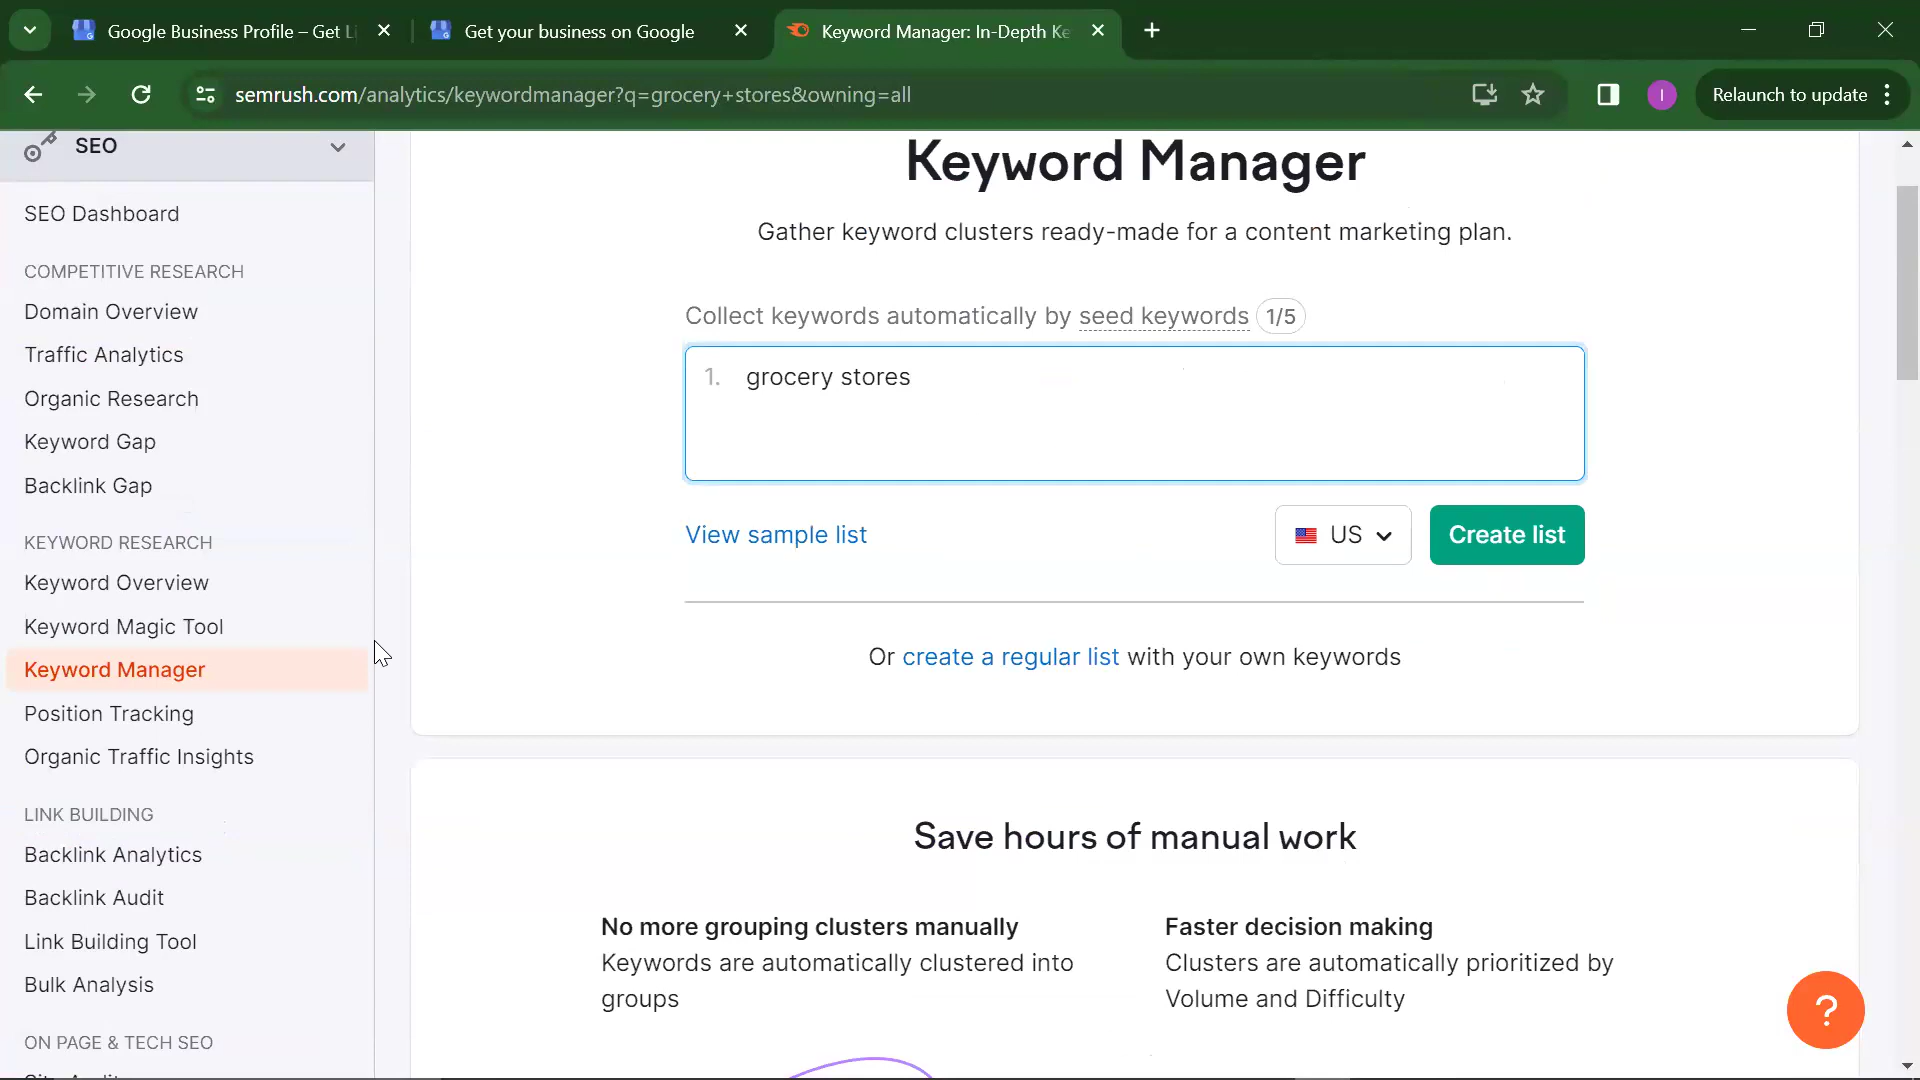 Google Business Profile – Get Li
Get your business on Google
Keyword Manager: In-Depth Ke
semrush.com/analytics/keywordmanager?q=grocery+stores&owning=all
I
Relaunch to update
SEO
SEO Dashboard
COMPETITIVE RESEARCH
Domain Overview
Traffic Analytics
Organic Research
Keyword Gap
Backlink Gap
KEYWORD RESEARCH
Keyword Overview
Keyword Magic Tool
Keyword Manager
Position Tracking
Organic Traffic Insights
LINK BUILDING
Backlink Analytics
Backlink Audit
Link Building Tool
Bulk Analysis
ON PAGE & TECH SEO
Keyword Manager
Gather keyword clusters ready-made for a content marketing plan.
Collect keywords automatically by seed keywords 1/5
1. grocery stores
View sample list
US
Create list
Or create a regular list with your own keywords
Save hours of manual work
No more grouping clusters manually
Keywords are automatically clustered into
groups
Faster decision making
Clusters are automatically prioritized by
Volume and Difficulty
?